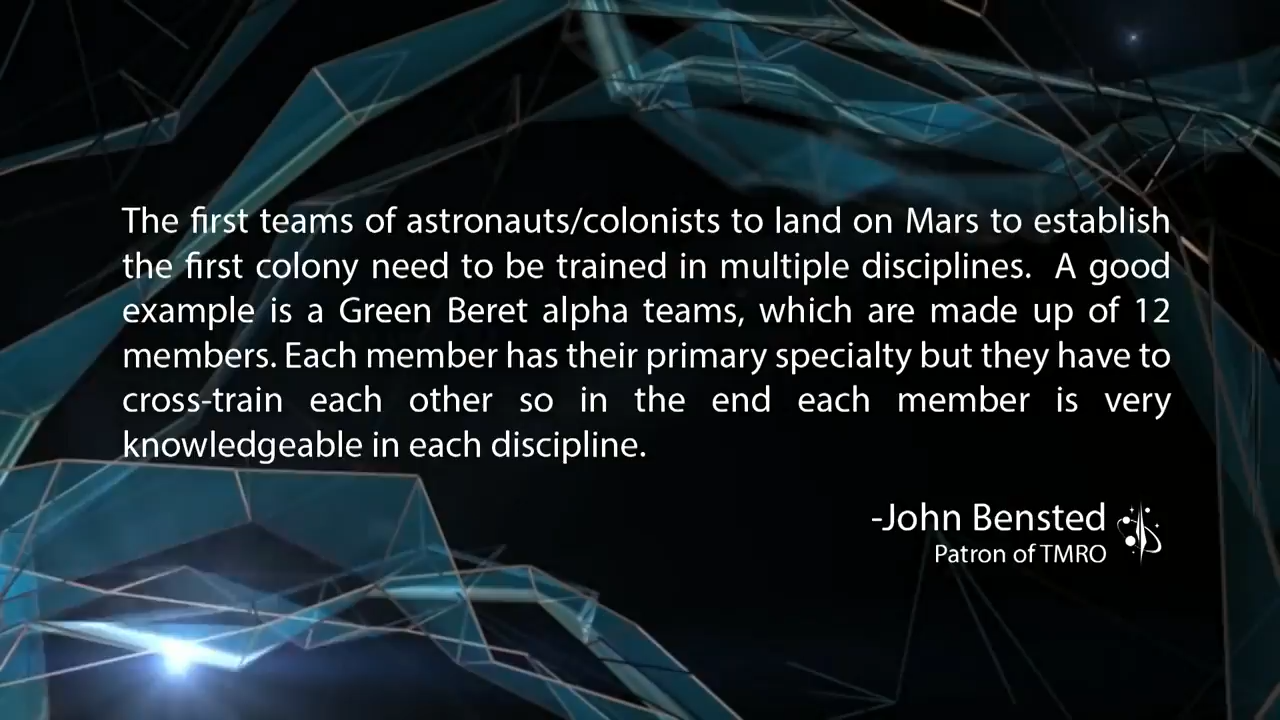 The first teams of astronauts/colonists to land on Mars to establish
the first colony need to be trained in multiple disciplines.  A good
example is a Green Beret alpha teams, which are made up of 12
members. Each member has their primary specialty but they have to
cross-train each other so in the end each member is very
knowledgeable in each discipline.
-John Bensted
Patron of TMRO